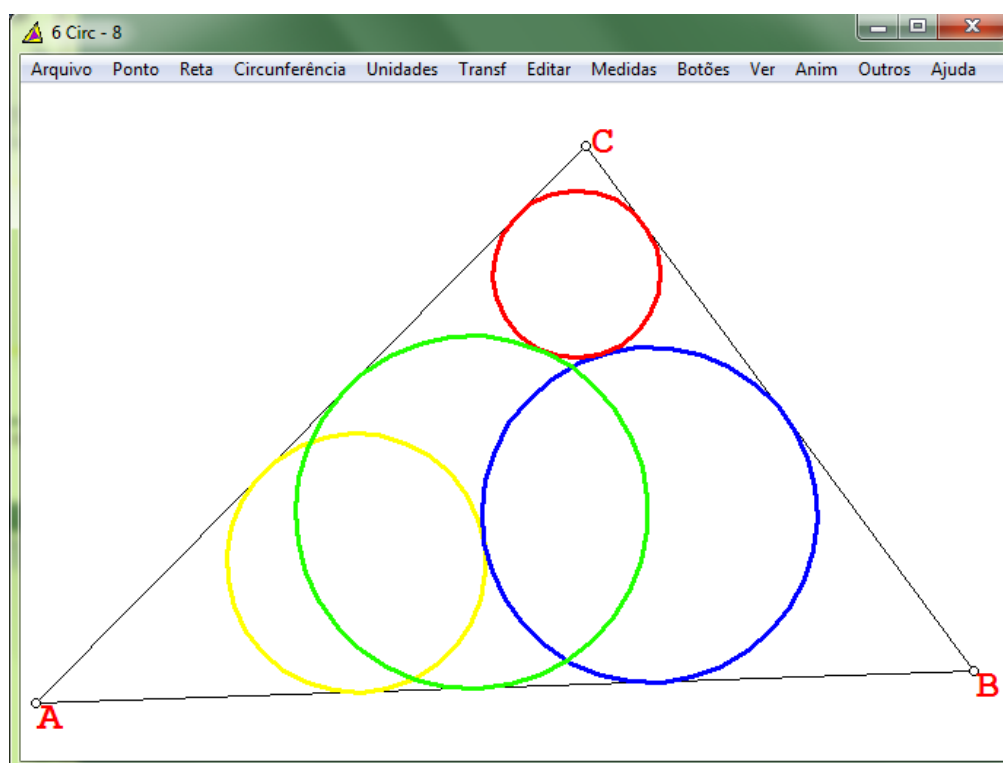 6 Circ - 8
Arquivo Ponto Reta Circunferência Unidades Transf Editar Medidas Botões Ver Anim Outros Ajuda
C
B
A